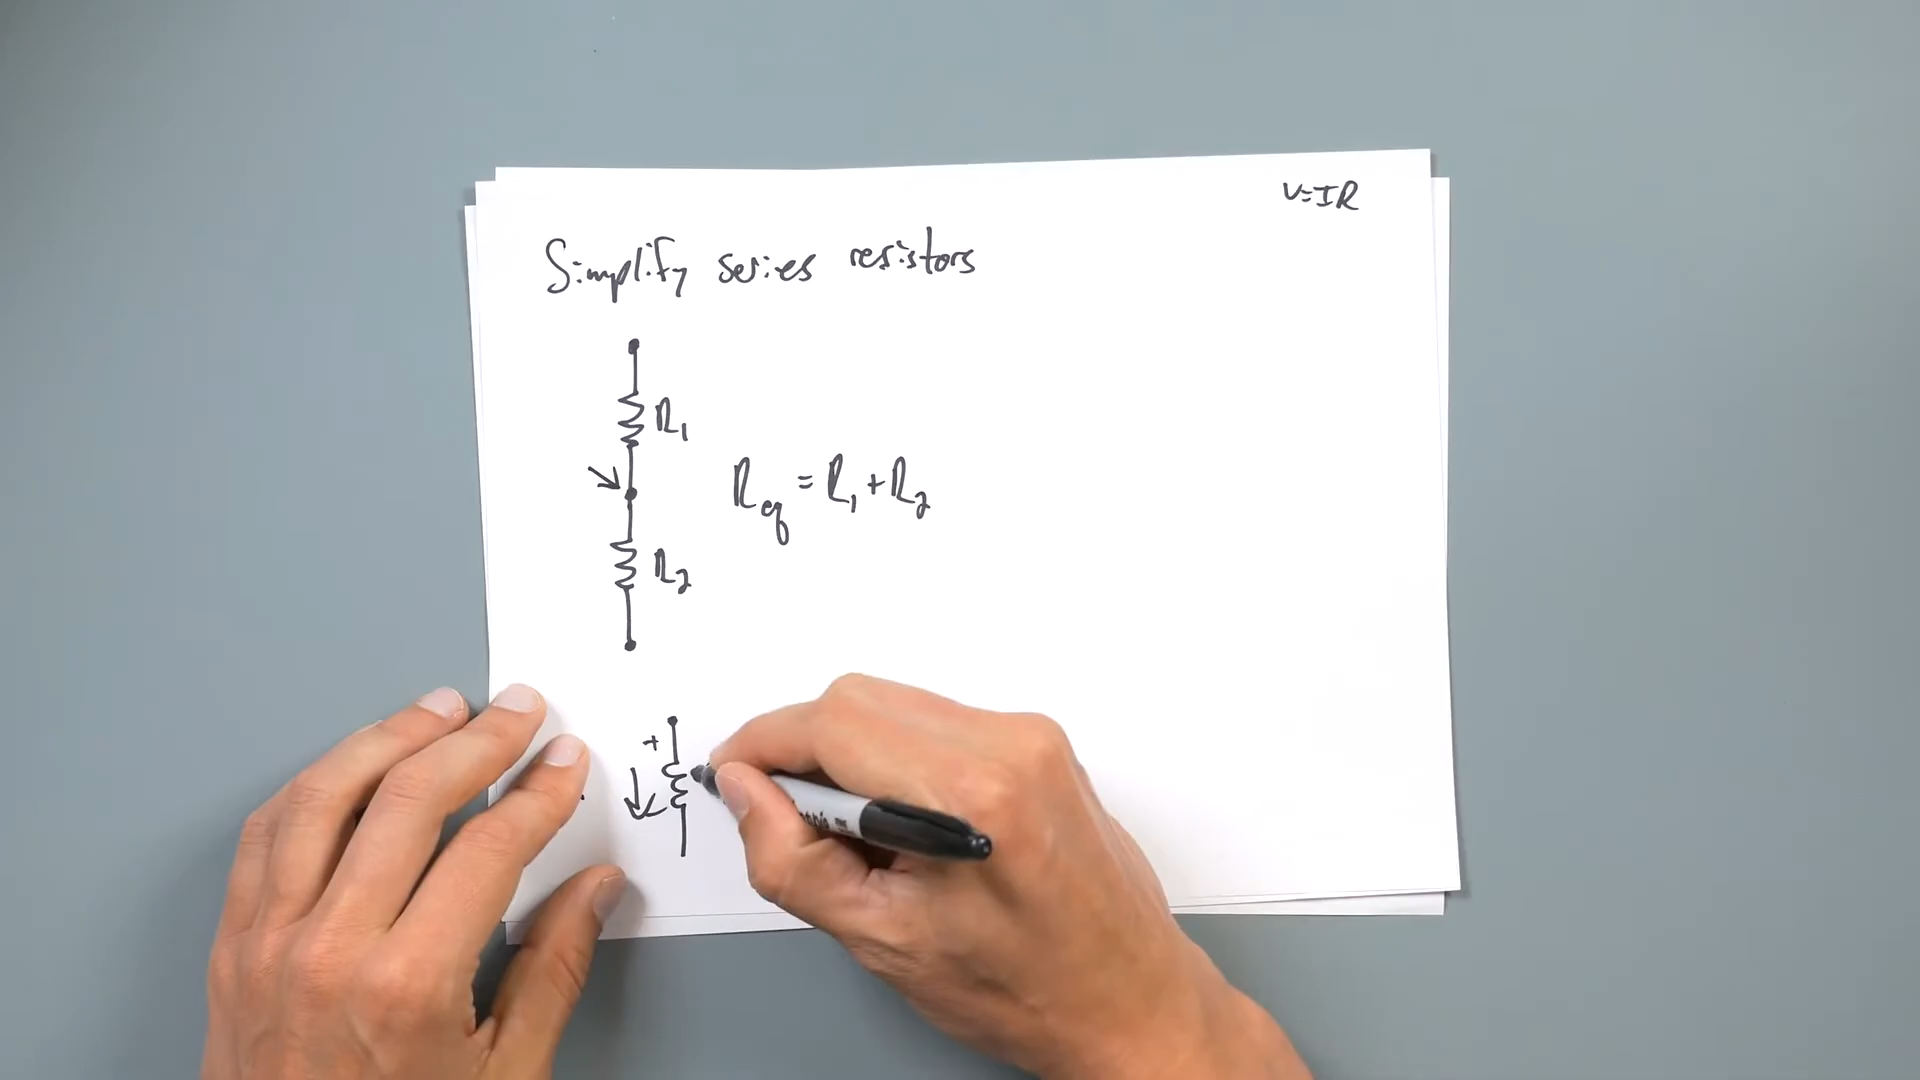 V=IR
Simplify series resistors
R₁
Req = R₁ + R₂
R₂
+